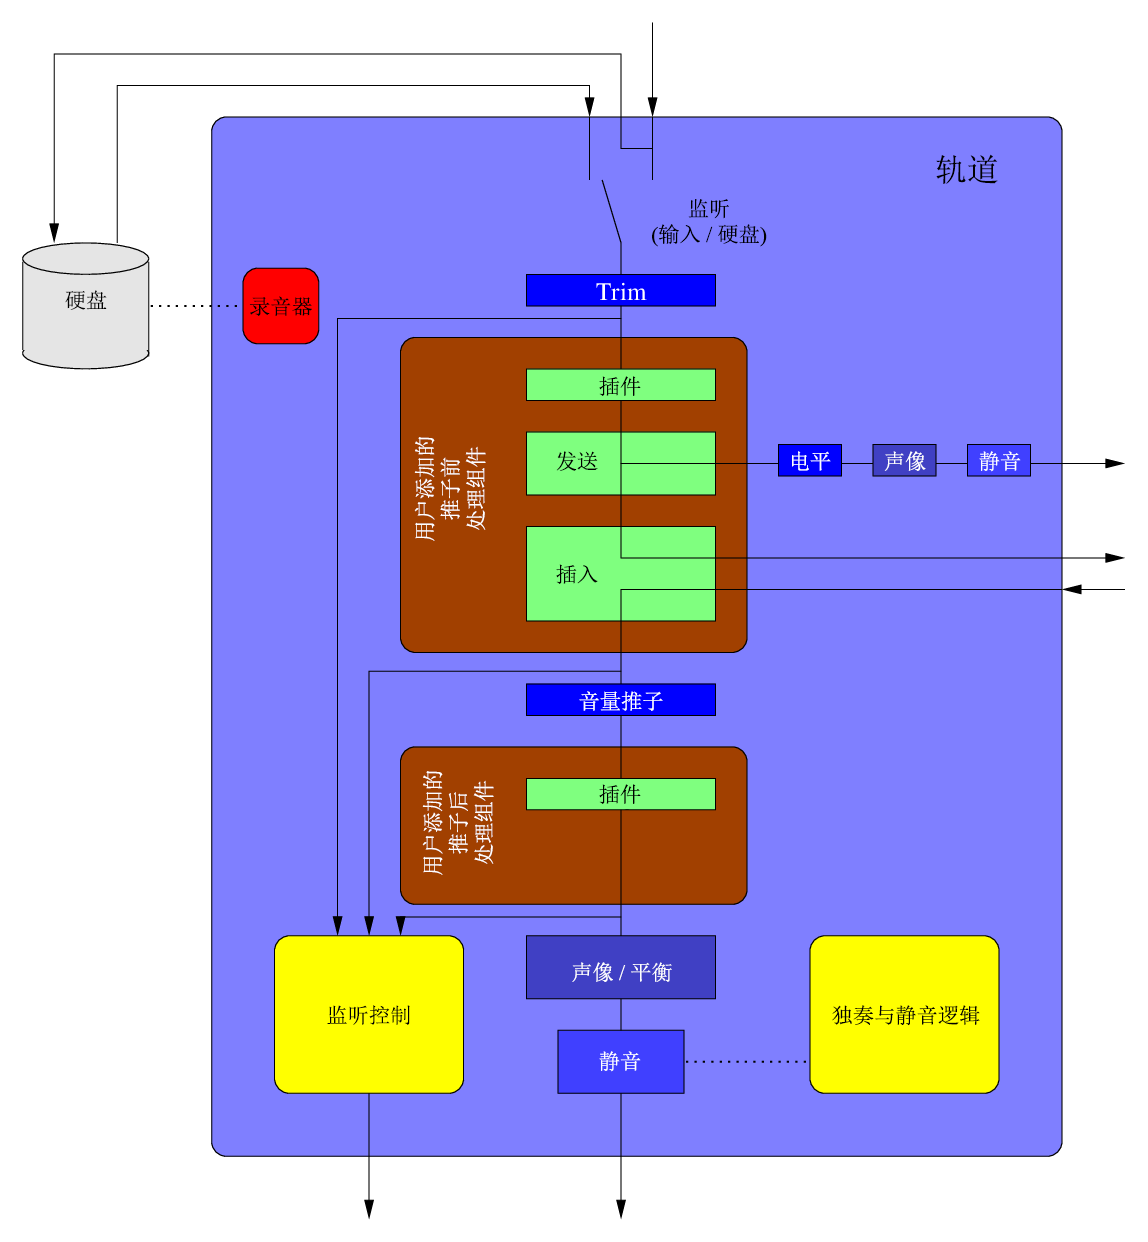 轨道
监听
(输入 / 硬盘)
硬盘
录音器
Trim
插件
用户添加的
推子前
处理组件
发送
电平
声像
静音
插入
音量推子
用户添加的
推子后
处理组件
插件
声像 / 平衡
监听控制
独奏与静音逻辑
静音